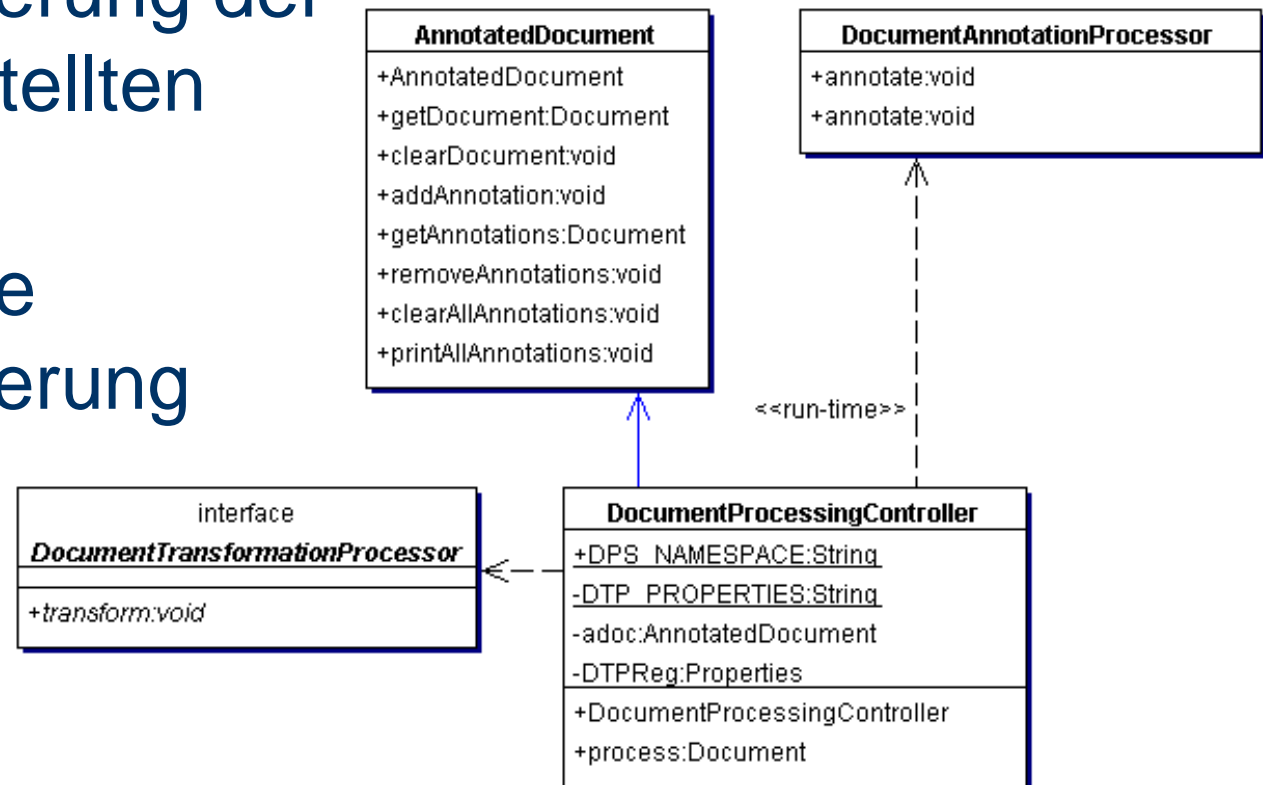 erung der
tellten
e
erung
AnnotatedDocument
+AnnotatedDocument
+getDocument:Document
+clearDocument:void
+addAnnotation:void
+getAnnotations:Document
+removeAnnotations:void
+clearAllAnnotations:void
+printAllAnnotations:void
DocumentAnnotationProcessor
+annotate:void
+annotate:void
<<run-time>>
interface
DocumentTransformationProcessor
+transform:void
DocumentProcessingController
+DPS_NAMESPACE:String
-DTP_PROPERTIES:String
-adoc:AnnotatedDocument
-DTPReg:Properties
+DocumentProcessingController
+process:Document